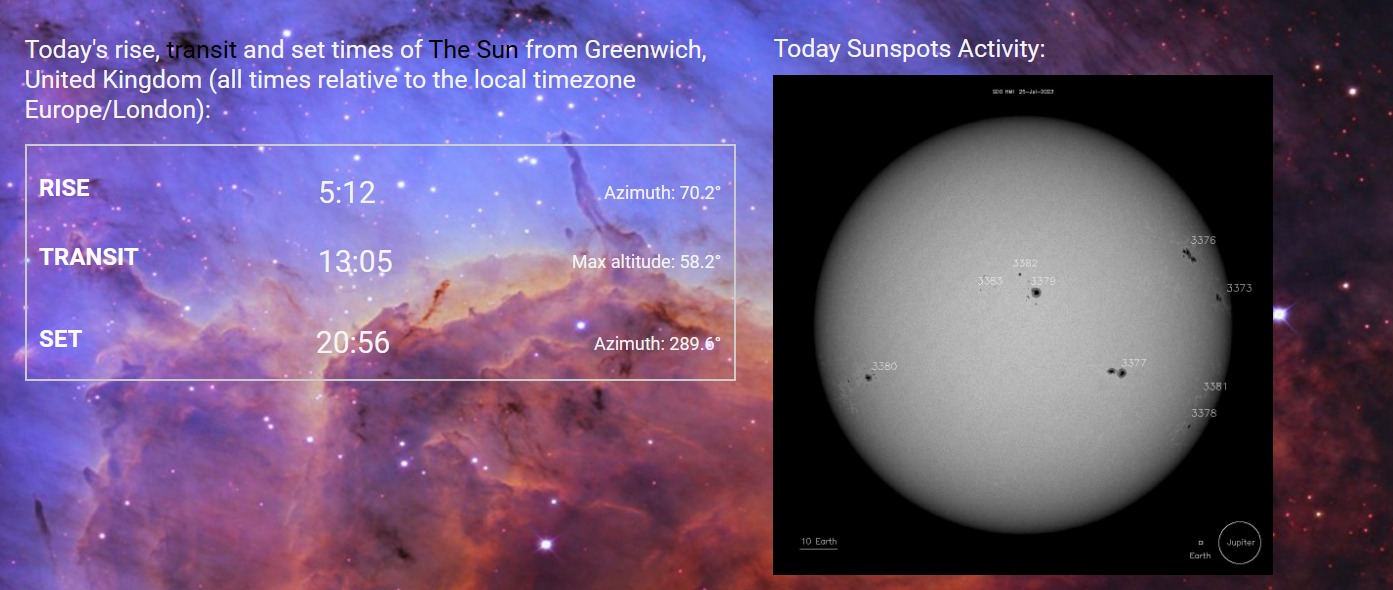 Today's rise, transit and set times of The Sun from Greenwich,
United Kingdom (all times relative to the local timezone
Europe/London):
RISE 5:12 Azimuth: 70.2°
TRANSIT 13:05 Max altitude: 58.2°
SET 20:56 Azimuth: 289.6°
Today Sunspots Activity:
SDO HMI 25-Jul-2023
3376
3382
3383 3379
3373
3380
3377
3381
3378
10 Earth
Earth
Jupiter